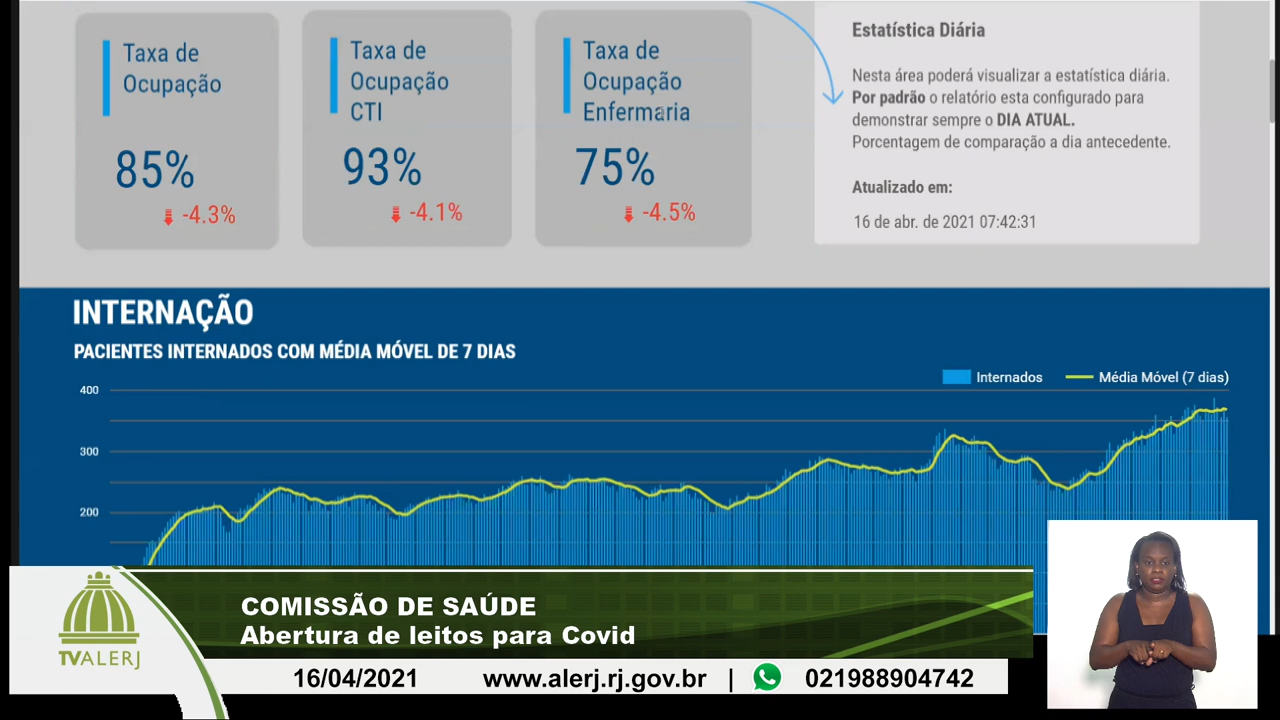 Taxa de
Ocupação
85%
-4.3%
Taxa de
Ocupação
CTI
93%
-4.1%
Taxa de
Ocupação
Enfermaria
75%
-4.5%
Estatística Diária
Nesta área poderá visualizar a estatística diária.
Por padrão o relatório esta configurado para
demonstrar sempre o DIA ATUAL.
Porcentagem de comparação a dia antecedente.
Atualizado em:
16 de abr. de 2021 07:42:31
INTERNAÇÃO
PACIENTES INTERNADOS COM MÉDIA MÓVEL DE 7 DIAS
Internados
Média Móvel (7 dias)
400
300
200
COMISSÃO DE SAÚDE
Abertura de leitos para Covid
TVALERJ
16/04/2021 www.alerj.rj.gov.br | 021988904742